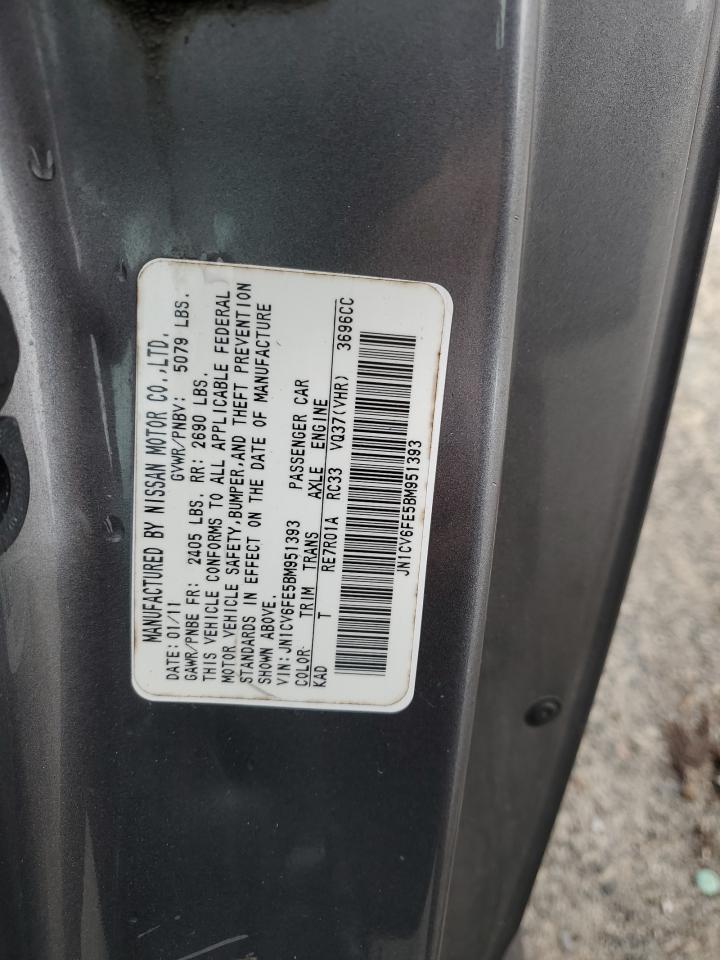 MANUFACTURED BY NISSAN MOTOR CO.,LTD.
DATE: 01/11 GVWR/PNBV: 5079 LBS.
GAWR/PNBE FR: 2405 LBS. RR: 2690 LBS.
THIS VEHICLE CONFORMS TO ALL APPLICABLE FEDERAL
MOTOR VEHICLE SAFETY,BUMPER,AND THEFT PREVENTION
STANDARDS IN EFFECT ON THE DATE OF MANUFACTURE
SHOWN ABOVE.
VIN: JN1CV6FE5BM951393 PASSENGER CAR
COLOR TRIM TRANS AXLE ENGINE
KAD T RE7R01A RC33 VQ37(VHR) 3696CC
JN1CV6FE5BM951393